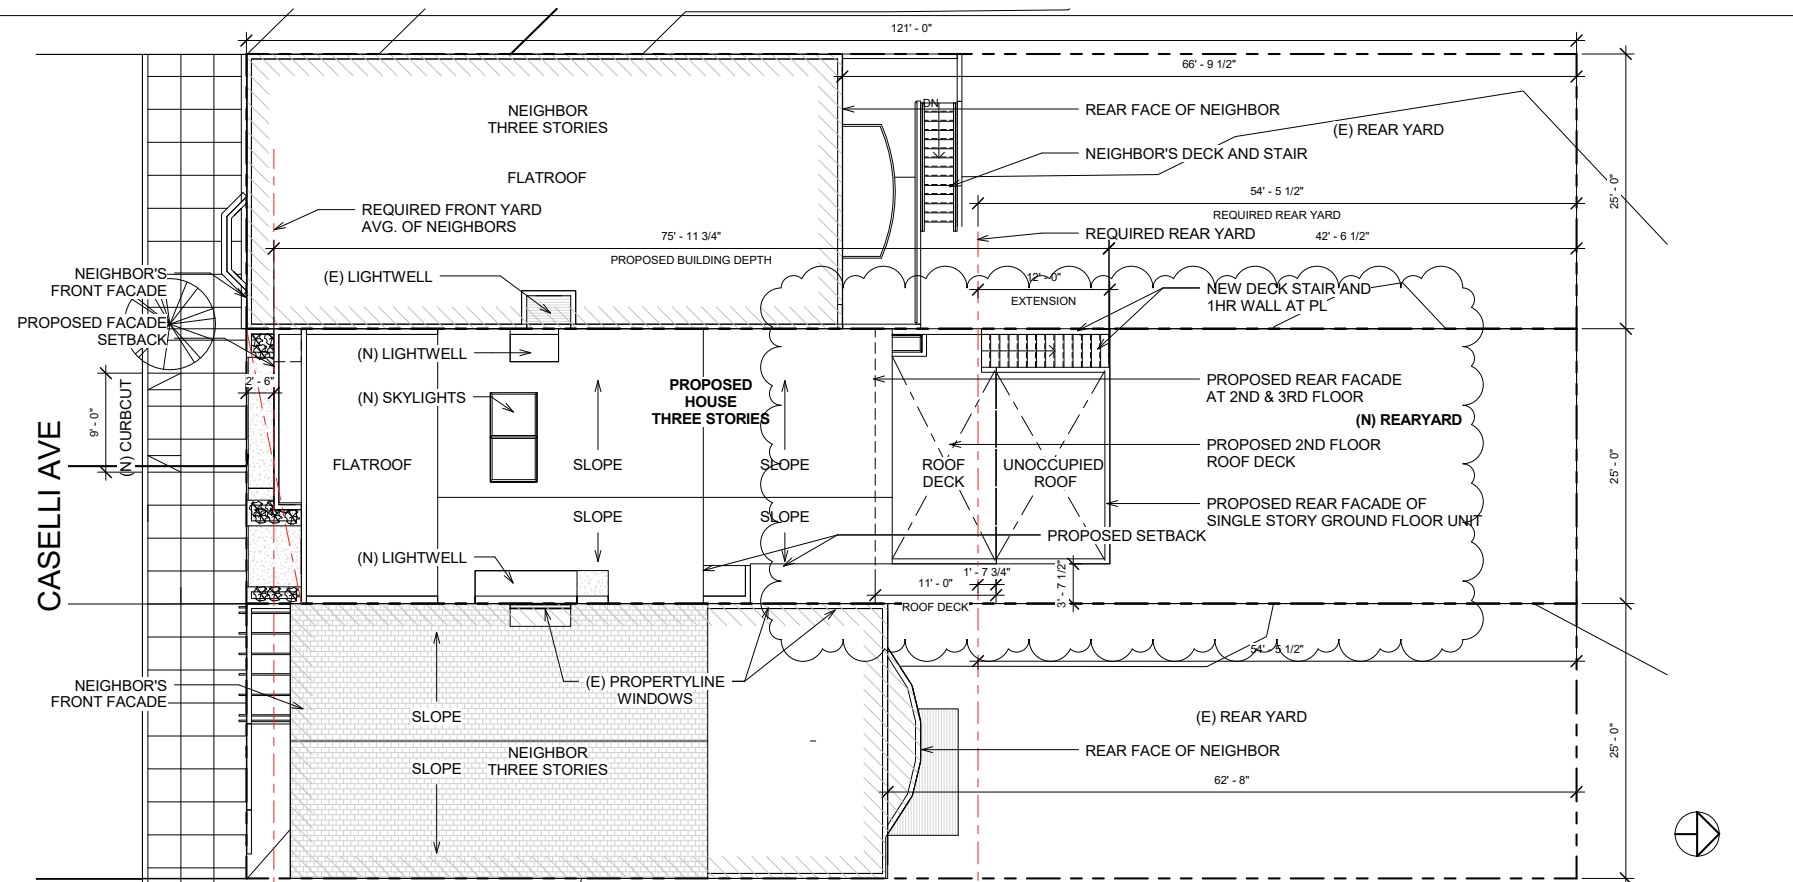 121' - 0"
66' - 9 1/2"
NEIGHBOR
THREE STORIES
FLATROOF
DN
REAR FACE OF NEIGHBOR
(E) REAR YARD
NEIGHBOR'S DECK AND STAIR
54' - 5 1/2"
REQUIRED REAR YARD
25' - 0"
REQUIRED FRONT YARD
AVG. OF NEIGHBORS
75' - 11 3/4"
PROPOSED BUILDING DEPTH
REQUIRED REAR YARD
42' - 6 1/2"
NEIGHBOR'S
FRONT FACADE
(E) LIGHTWELL
12' - 0"
EXTENSION
NEW DECK STAIR AND
1HR WALL AT PL
PROPOSED FACADE
SETBACK
(N) LIGHTWELL
2' - 6"
(N) SKYLIGHTS
PROPOSED
HOUSE
THREE STORIES
PROPOSED REAR FACADE
AT 2ND & 3RD FLOOR
(N) REARYARD
9' - 0"
(N) CURBCUT
CASELLI AVE
FLATROOF
SLOPE
SLOPE
ROOF
DECK
UNOCCUPIED
ROOF
PROPOSED 2ND FLOOR
ROOF DECK
25' - 0"
SLOPE
SLOPE
PROPOSED REAR FACADE OF
SINGLE STORY GROUND FLOOR UNIT
PROPOSED SETBACK
(N) LIGHTWELL
1' - 7 3/4"
11' - 0"
ROOF DECK
3' - 7 1/2"
54' - 5 1/2"
NEIGHBOR'S
FRONT FACADE
(E) PROPERTYLINE
WINDOWS
SLOPE
(E) REAR YARD
NEIGHBOR
THREE STORIES
SLOPE
REAR FACE OF NEIGHBOR
25' - 0"
62' - 8"